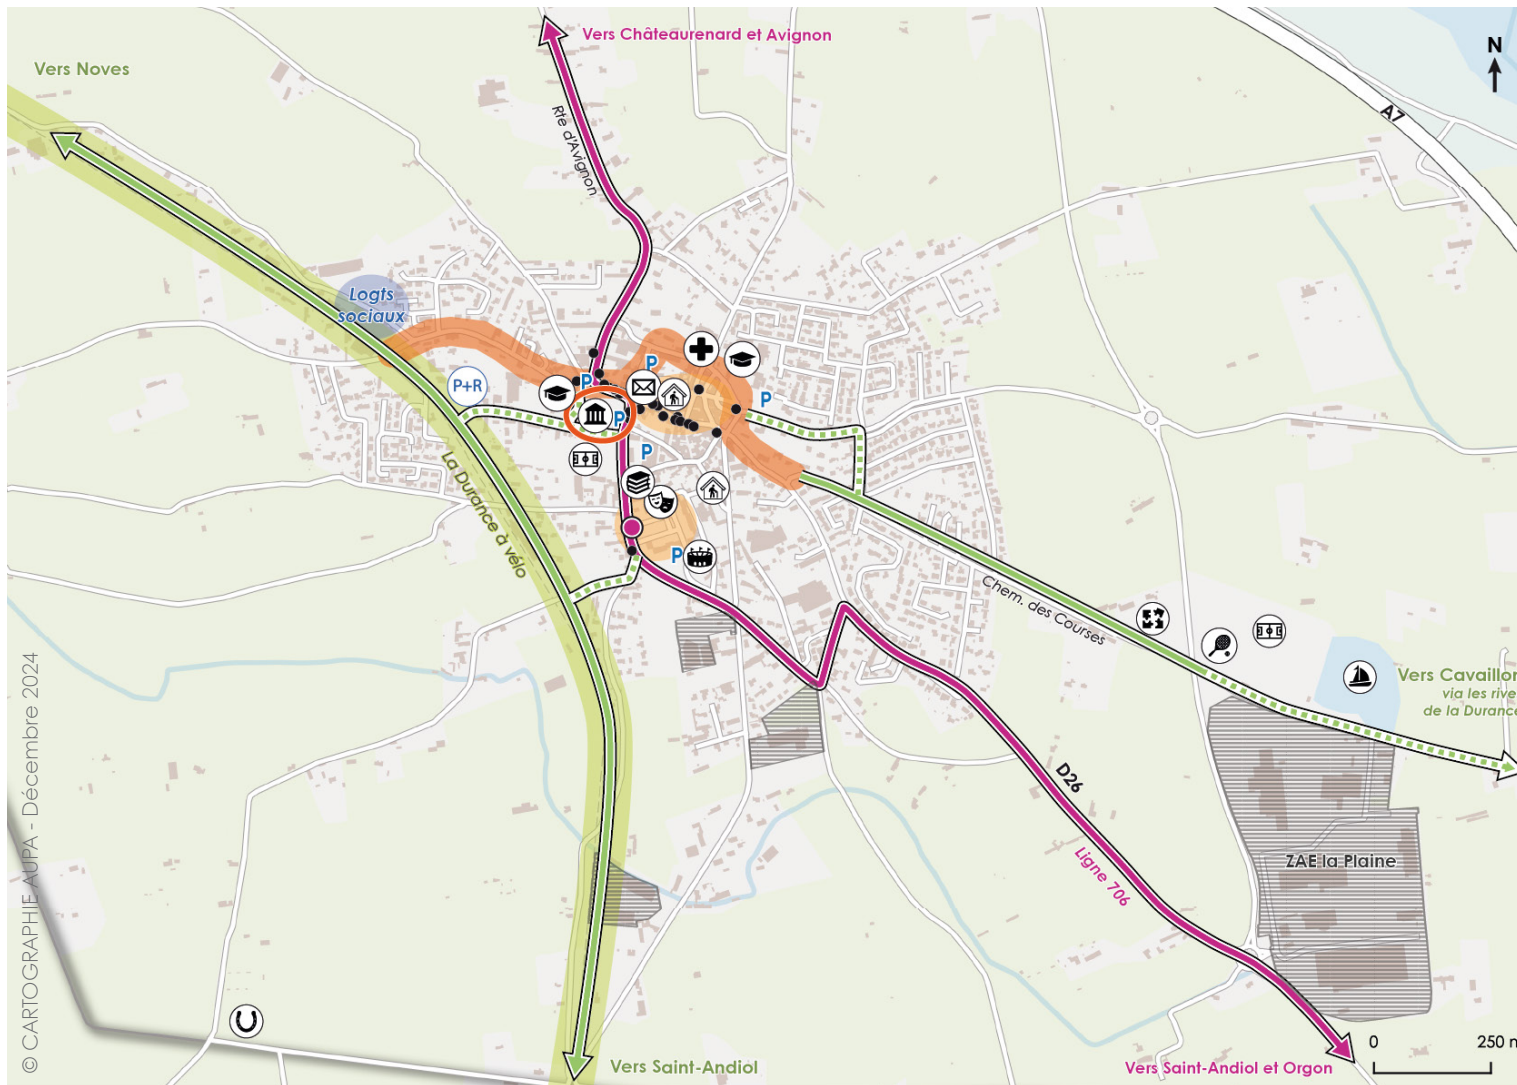 Vers Châteaurenard et Avignon
N
Vers Noves
A7
Rte d'Avignon
Logts
sociaux
P
P
P+R
P
P
P
La Durance à vélo
P
Chem. des Courses
Vers Cavaillon
via les rive
de la Durance
© CARTOGRAPHIE AUPA - Décembre 2024
D26
Ligne 706
ZAE la Plaine
0
250 m
Vers Saint-Andiol
Vers Saint-Andiol et Orgon